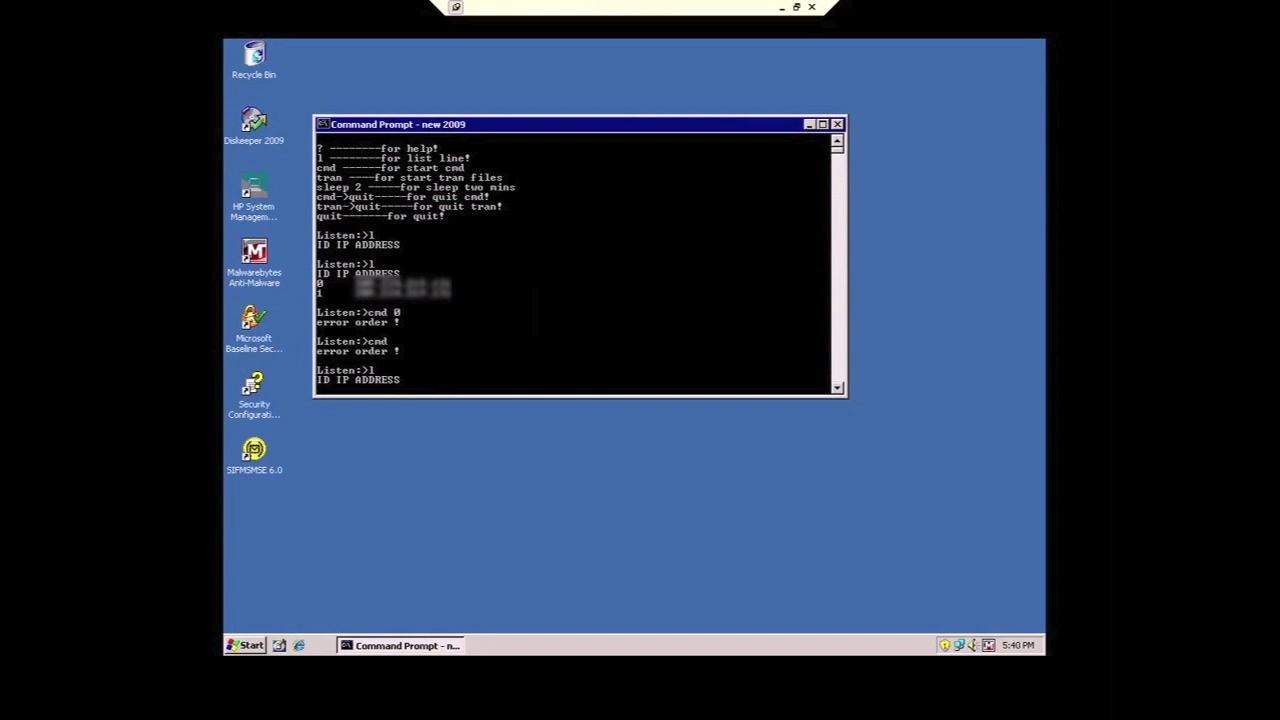 Recycle Bin
Diskeeper 2009
HP System
Managem...
Malwarebytes
Anti-Malware
Microsoft
Baseline Sec...
Security
Configurati...
SIFMSMSE 6.0
Command Prompt - new 2009
? --------for help!
l --------for list line!
cmd ------for start cmd
tran ----for start tran files
sleep 2 -----for sleep two mins
cmd->quit-----for quit cmd!
tran->quit-----for quit tran!
quit-------for quit!
Listen:>l
ID IP ADDRESS
Listen:>l
ID IP ADDRESS
0
1
Listen:>cmd 0
error order !
Listen:>cmd
error order !
Listen:>l
ID IP ADDRESS
Start
Command Prompt - n...
5:40 PM